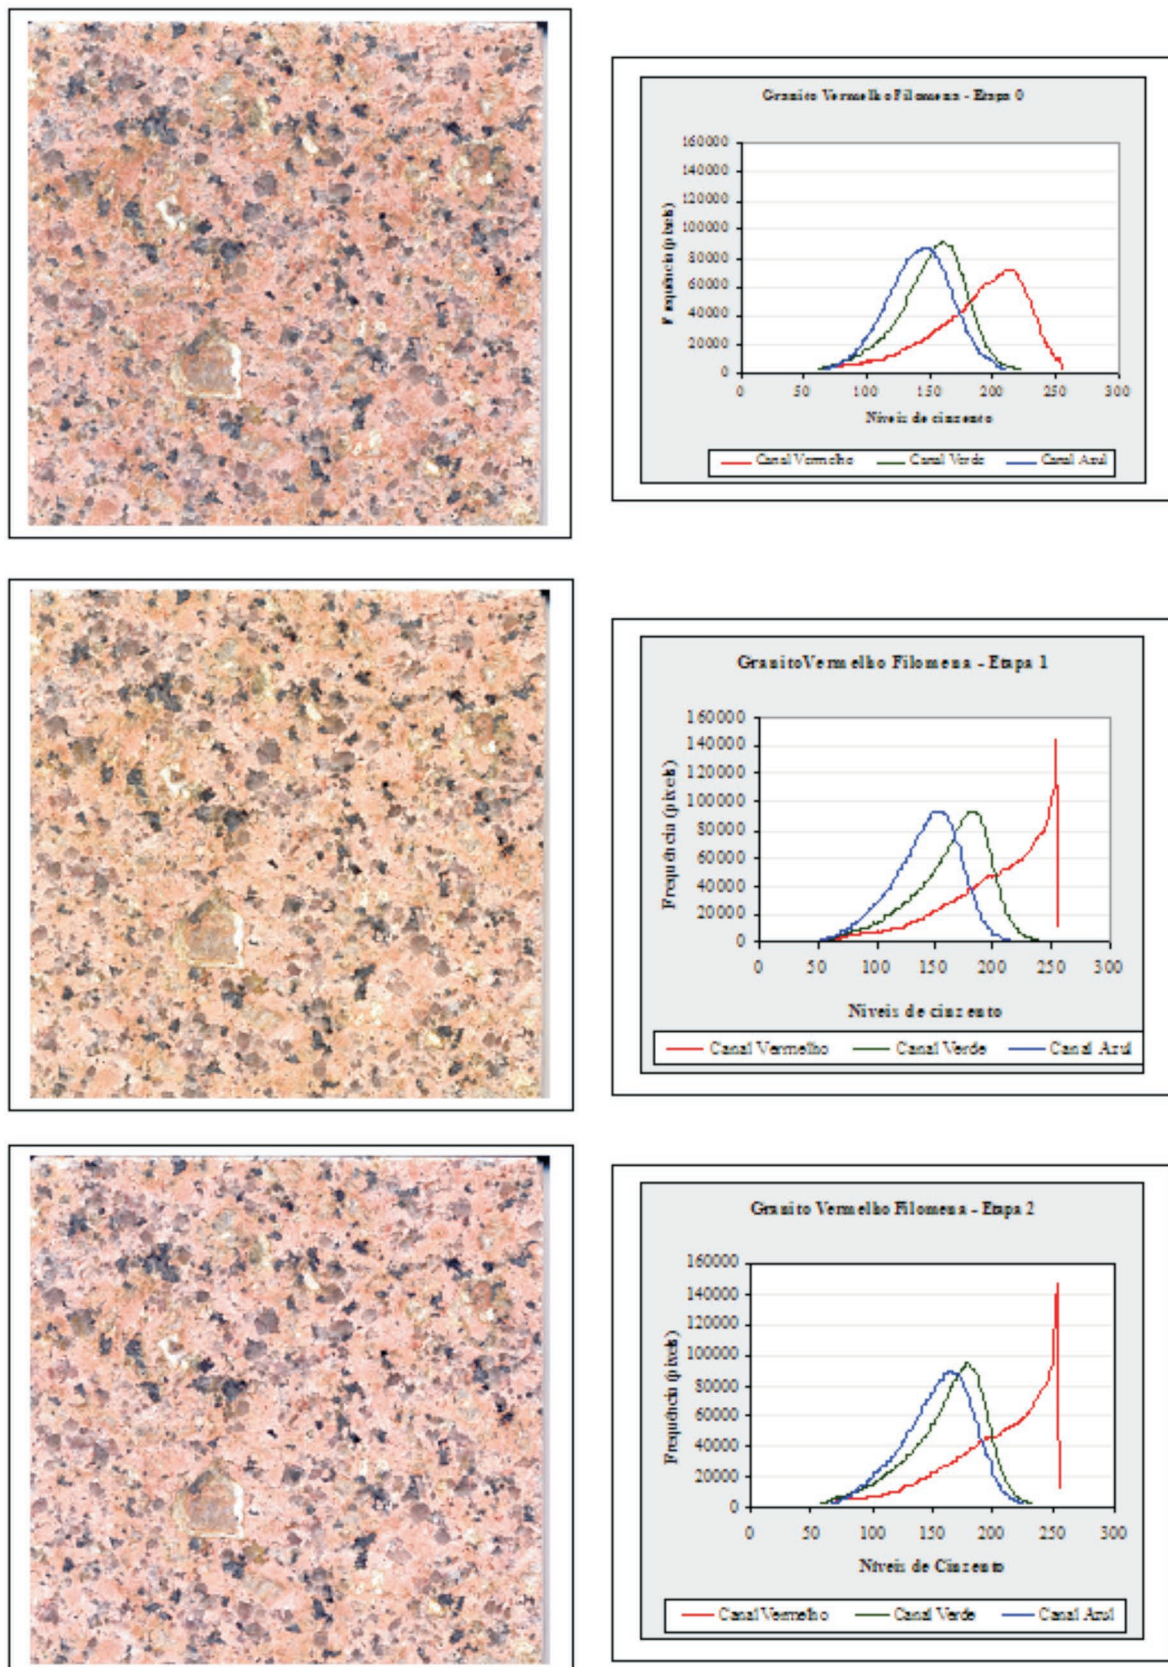 Granito Vermelho Filomena - Etapa 0
160000
140000
120000
100000
80000
60000
40000
20000
0
Frequência (pixels)
0 50 100 150 200 250 300
Níveis de cinzento
Canal Vermelho Canal Verde Canal Azul
Granito Vermelho Filomena - Etapa 1
160000
140000
120000
100000
80000
60000
40000
20000
0
Frequência (pixels)
0 50 100 150 200 250 300
Níveis de cinzento
Canal Vermelho Canal Verde Canal Azul
Granito Vermelho Filomena - Etapa 2
160000
140000
120000
100000
80000
60000
40000
20000
0
Frequência (pixels)
0 50 100 150 200 250 300
Níveis de Cinzento
Canal Vermelho Canal Verde Canal Azul